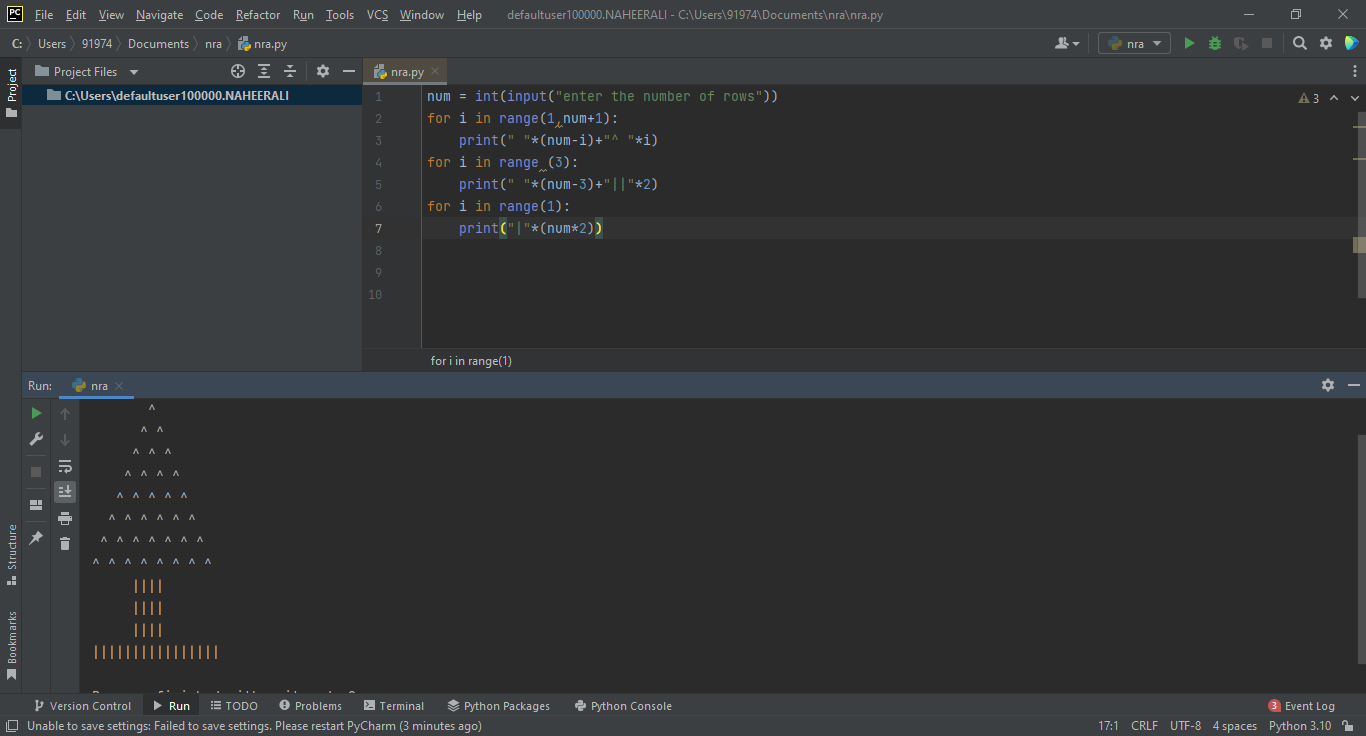 PC File Edit View Navigate Code Refactor Run Tools VCS Window Help defaultuser100000.NAHEERALI - C:\Users\91974\Documents\nra\nra.py
C: Users 91974 Documents nra nra.py nra
Project
Project Files
nra.py
C:\Users\defaultuser100000.NAHEERALI
3
1 num = int(input("enter the number of rows"))
2 for i in range(1,num+1):
3     print(" "*(num-i)+"^ "*i)
4 for i in range (3):
5     print(" "*(num-3)+"||"*2)
6 for i in range(1):
7     print("|"*(num*2))
8
9
10
for i in range(1)
Run: nra
       ^
      ^ ^
     ^ ^ ^
    ^ ^ ^ ^
   ^ ^ ^ ^ ^
  ^ ^ ^ ^ ^ ^
 ^ ^ ^ ^ ^ ^ ^
^ ^ ^ ^ ^ ^ ^ ^
     ||||
     ||||
     ||||
||||||||||||||||
Structure
Bookmarks
Version Control Run TODO Problems Terminal Python Packages Python Console 3 Event Log
Unable to save settings: Failed to save settings. Please restart PyCharm (3 minutes ago) 17:1 CRLF UTF-8 4 spaces Python 3.10